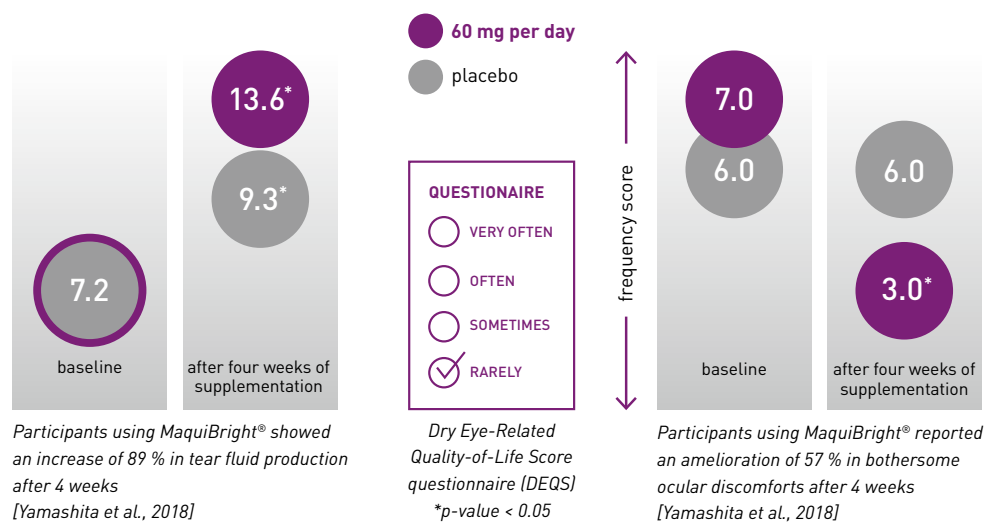 60 mg per day
placebo
13.6*
9.3*
7.2
baseline
after four weeks of
supplementation
Participants using MaquiBright® showed
an increase of 89 % in tear fluid production
after 4 weeks
[Yamashita et al., 2018]
QUESTIONAIRE
VERY OFTEN
OFTEN
SOMETIMES
RARELY
Dry Eye-Related
Quality-of-Life Score
questionnaire (DEQS)
*p-value < 0.05
frequency score
7.0
6.0
6.0
3.0*
baseline
after four weeks of
supplementation
Participants using MaquiBright® reported
an amelioration of 57 % in bothersome
ocular discomforts after 4 weeks
[Yamashita et al., 2018]